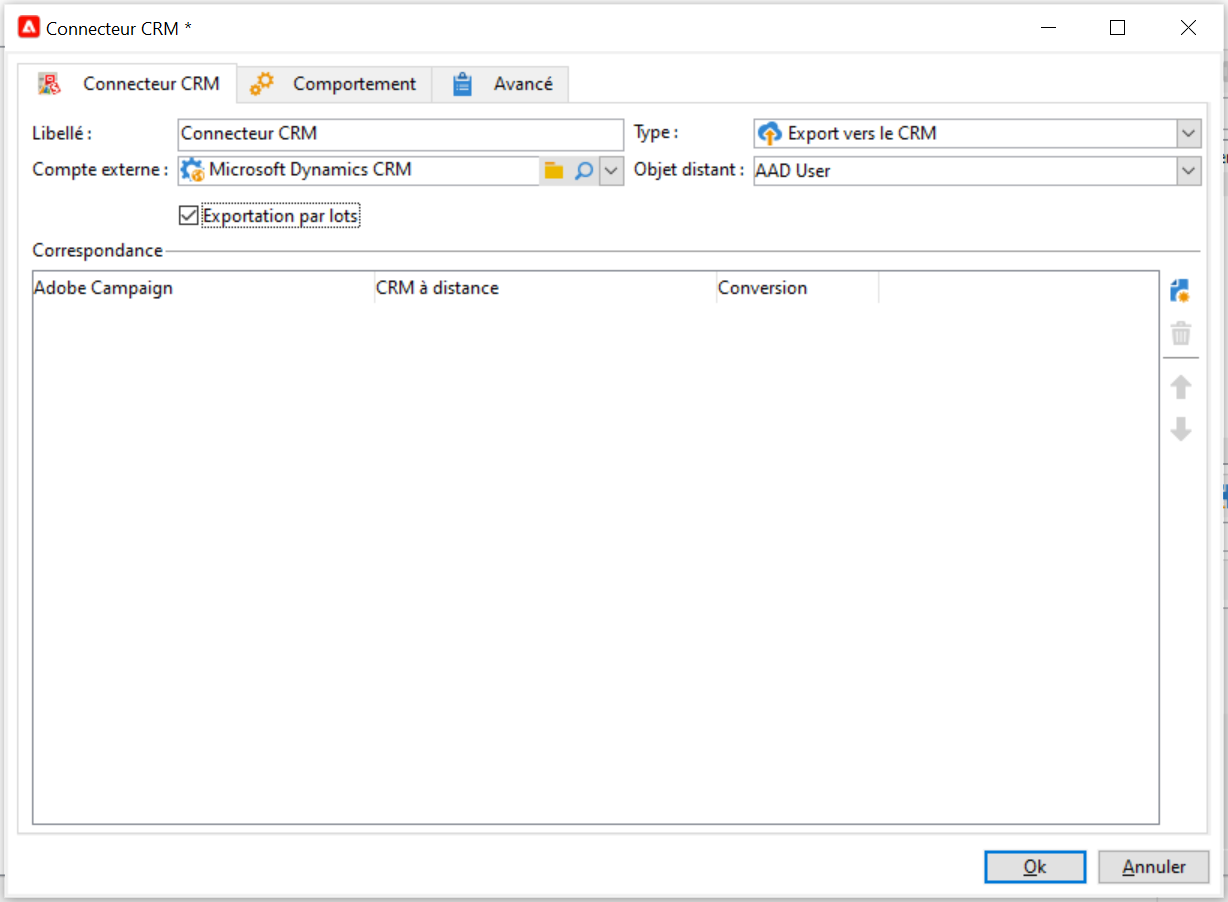 Connecteur CRM *
Connecteur CRM Comportement Avancé
Libellé : Connecteur CRM Type : Export vers le CRM
Compte externe : Microsoft Dynamics CRM Objet distant : AAD User
Exportation par lots
Correspondance
Adobe Campaign CRM à distance Conversion
Ok Annuler